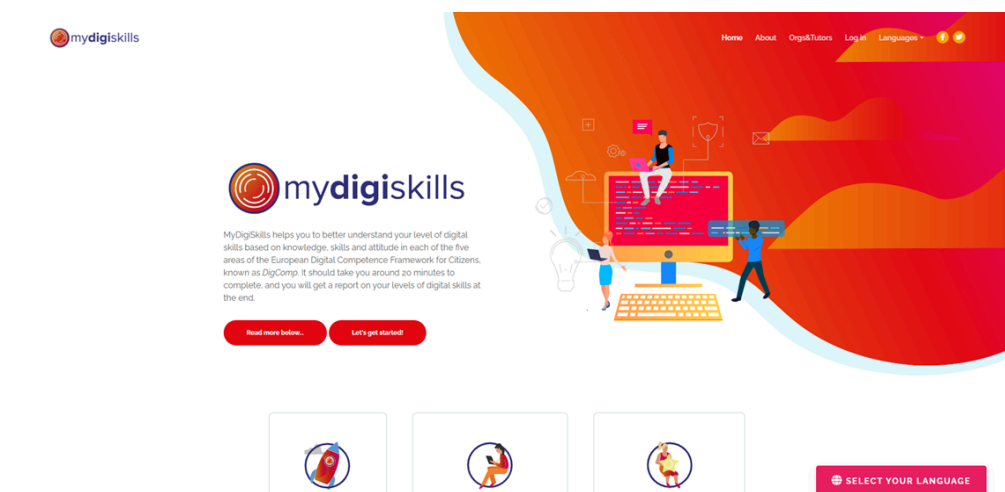 mydigiskills
Home About Orgs&Tutors Log in Languages
mydigiskills
MyDigiSkills helps you to better understand your level of digital
skills based on knowledge, skills and attitude in each of the five
areas of the European Digital Competence Framework for Citizens,
known as DigComp. It should take you around 20 minutes to
complete, and you will get a report on your levels of digital skills at
the end.
Read more below...
Let's get started!
SELECT YOUR LANGUAGE